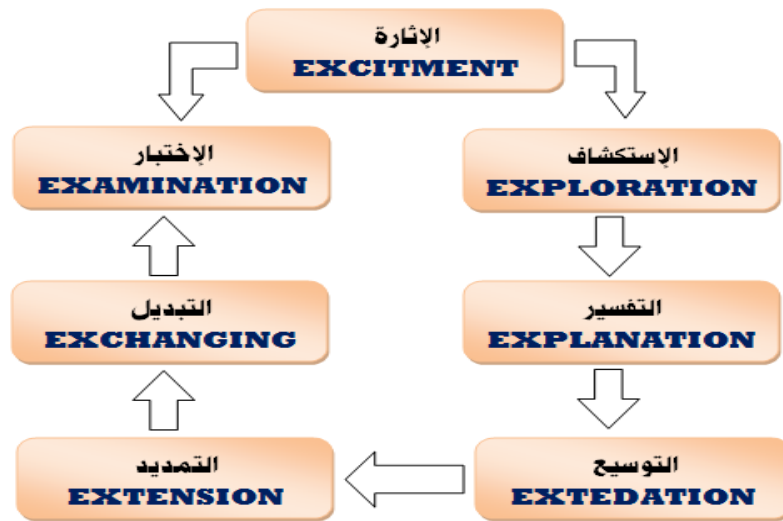 الإثارة
EXCITMENT
الإستكشاف
EXPLORATION
التفسير
EXPLANATION
التوسيع
EXTEDATION
التمديد
EXTENSION
التبديل
EXCHANGING
الإختبار
EXAMINATION